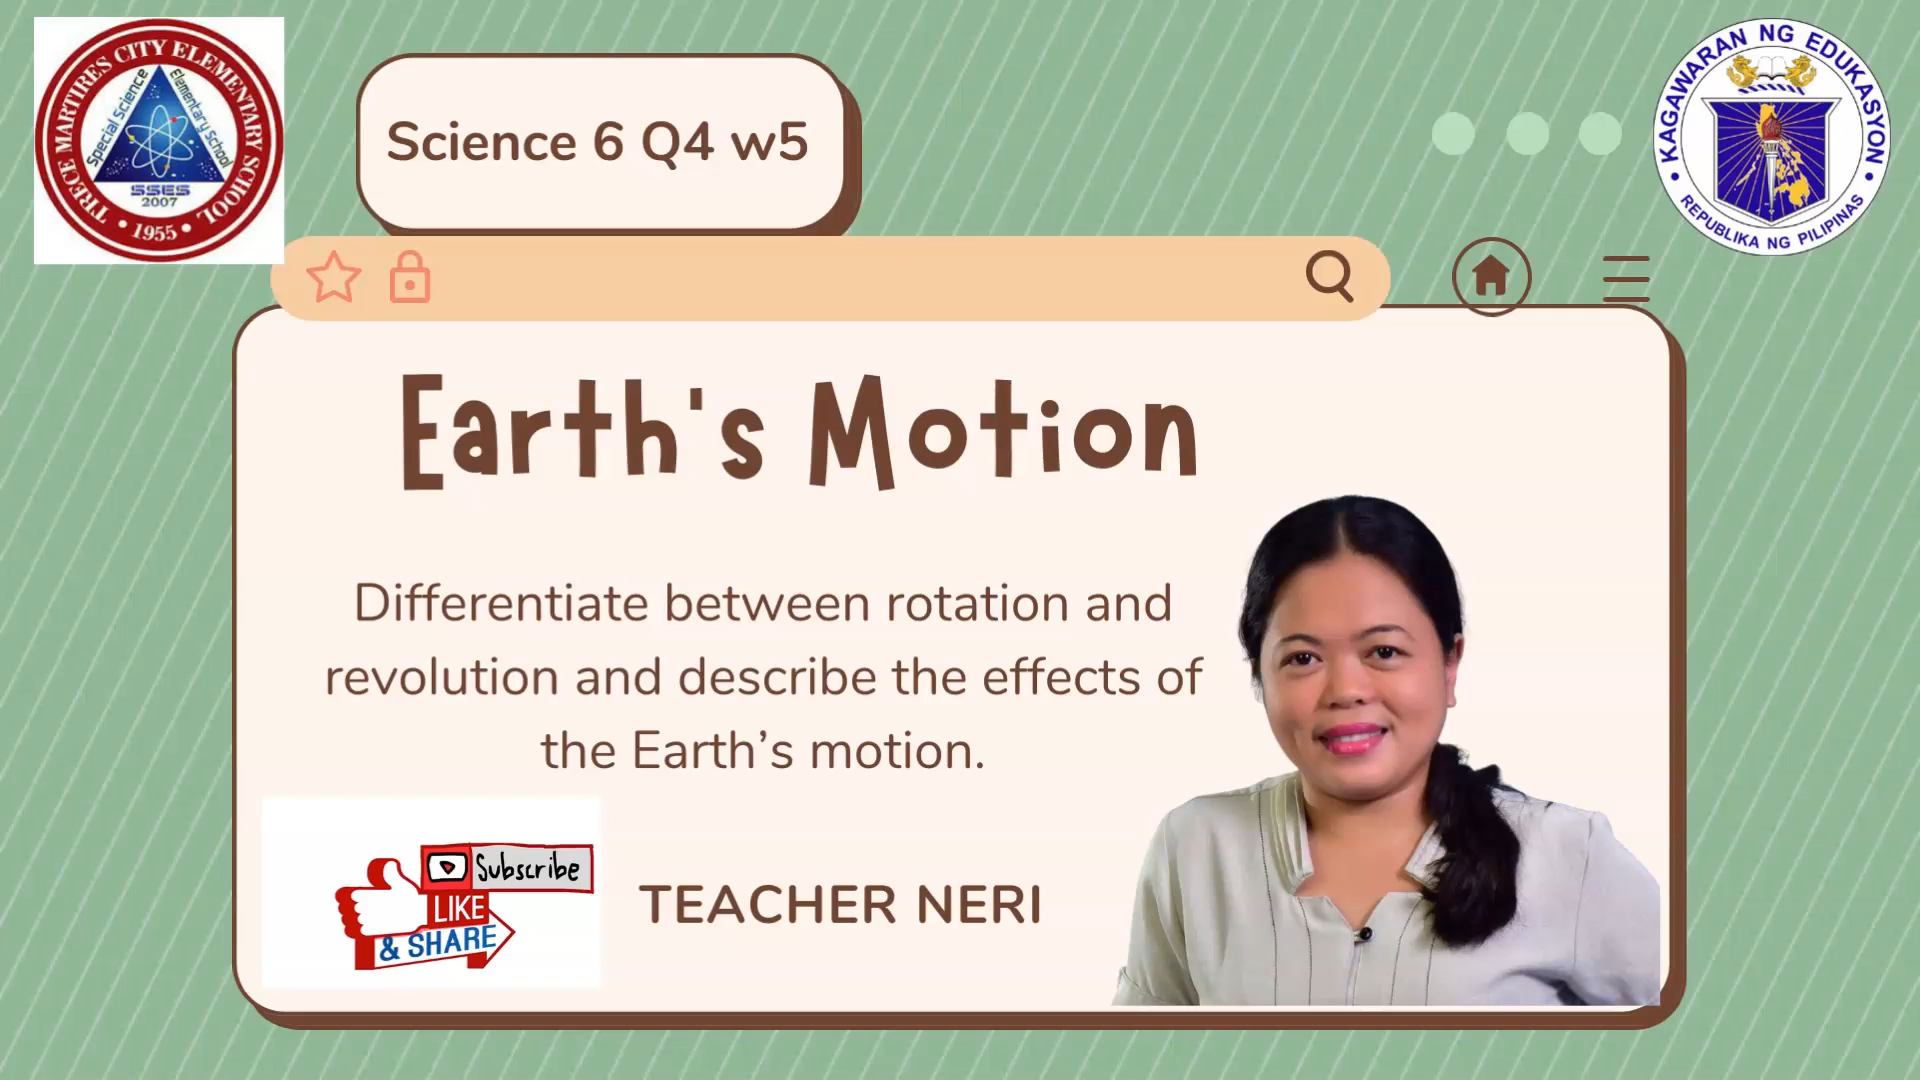 TRECE MARTIRES CITY ELEMENTARY SCHOOL
Special Science
Elementary School
SSES
2007
• 1955 •
Science 6 Q4 w5
KAGAWARAN NG EDUKASYON
• REPUBLIKA NG PILIPINAS •
Earth's Motion
Differentiate between rotation and
revolution and describe the effects of
the Earth’s motion.
Subscribe
LIKE
& SHARE
TEACHER NERI